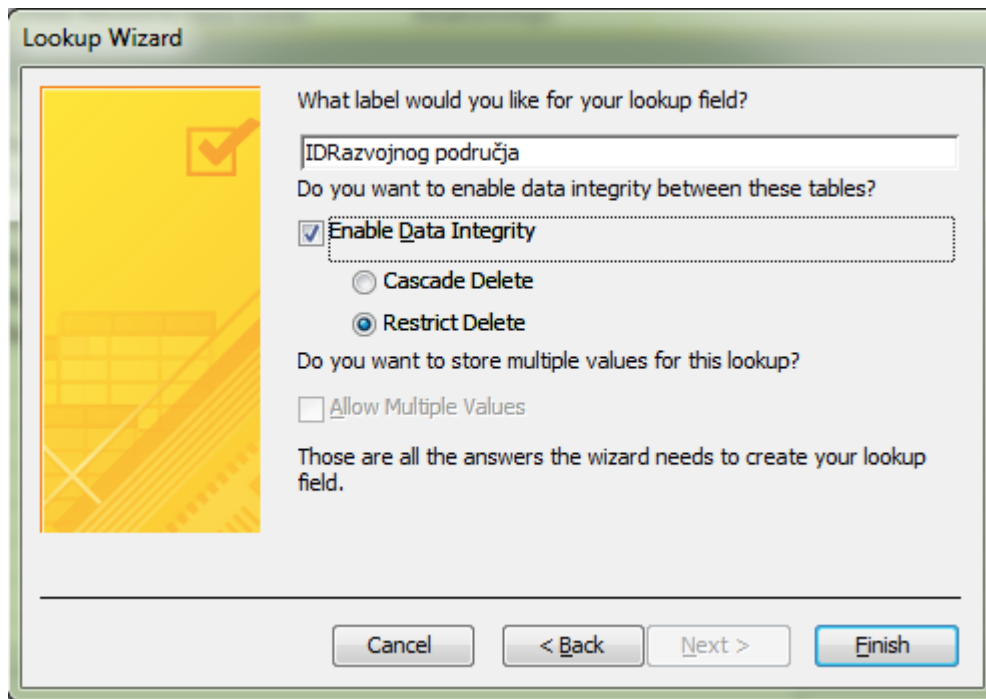 Lookup Wizard
What label would you like for your lookup field?
IDRazvojnog područja
Do you want to enable data integrity between these tables?
Enable Data Integrity
Cascade Delete
Restrict Delete
Do you want to store multiple values for this lookup?
Allow Multiple Values
Those are all the answers the wizard needs to create your lookup
field.
Cancel
< Back
Next >
Finish